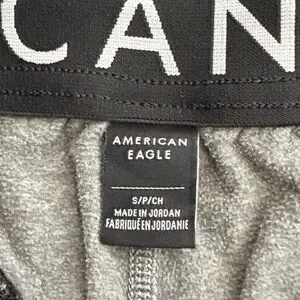 CAN
AMERICAN
EAGLE
S/P/CH
MADE IN JORDAN
FABRIQUÉ EN JORDANIE